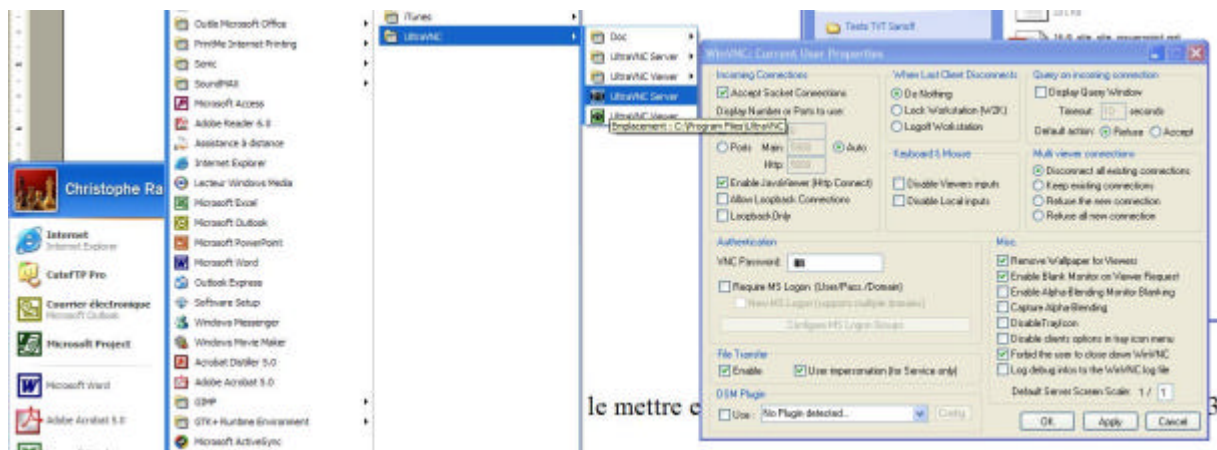 Christophe Ra
Internet
Internet Explorer
CuteFTP Pro
Courrier électronique
Microsoft Outlook
Microsoft Project
Microsoft Word
Adobe Acrobat 5.0
Outils Microsoft Office
PrintMe Internet Printing
Sonic
SoundMAX
Microsoft Access
Adobe Reader 6.0
Assistance à distance
Internet Explorer
Lecteur Windows Media
Microsoft Excel
Microsoft Outlook
Microsoft PowerPoint
Microsoft Word
Outlook Express
Software Setup
Windows Messenger
Windows Movie Maker
Acrobat Distiller 5.0
Adobe Acrobat 5.0
GIMP
GTK+ Runtime Environment
Microsoft ActiveSync
iTunes
UltraVNC
Doc
UltraVNC Server
UltraVNC Viewer
UltraVNC Server
UltraVNC Viewer
Emplacement : C:\Program Files\UltraVNC
le mettre e
WinVNC: Current User Properties
Incoming Connections
Accept Socket Connections
Display Number or Ports to use:
Ports Main: Auto
Http:
Enable JavaViewer (Http Connect)
Allow Loopback Connections
Loopback Only
When Last Client Disconnects
Do Nothing
Lock Workstation (W2K)
Logoff Workstation
Keyboard & Mouse
Disable Viewers inputs
Disable Local inputs
Query on incoming connection
Display Query Window
Timeout: 10 seconds
Default action: Refuse Accept
Multi viewer connections
Disconnect all existing connections
Keep existing connections
Refuse the new connection
Refuse all new connection
Authentication
VNC Password:
Require MS Logon (User/Pass./Domain)
New MS Logon (supports multiple domains)
Configure MS Logon Groups
File Transfer
Enable User impersonation (for Service only)
DSM Plugin
Use : No Plugin detected... Config.
Misc.
Remove Wallpaper for Viewers
Enable Blank Monitor on Viewer Request
Enable Alpha-Blending Monitor Blanking
Capture Alpha-Blending
DisableTrayIcon
Disable clients options in tray icon menu
Forbid the user to close down WinVNC
Log debug infos to the WinVNC.log file
Default Server Screen Scale: 1 / 1
OK Apply Cancel